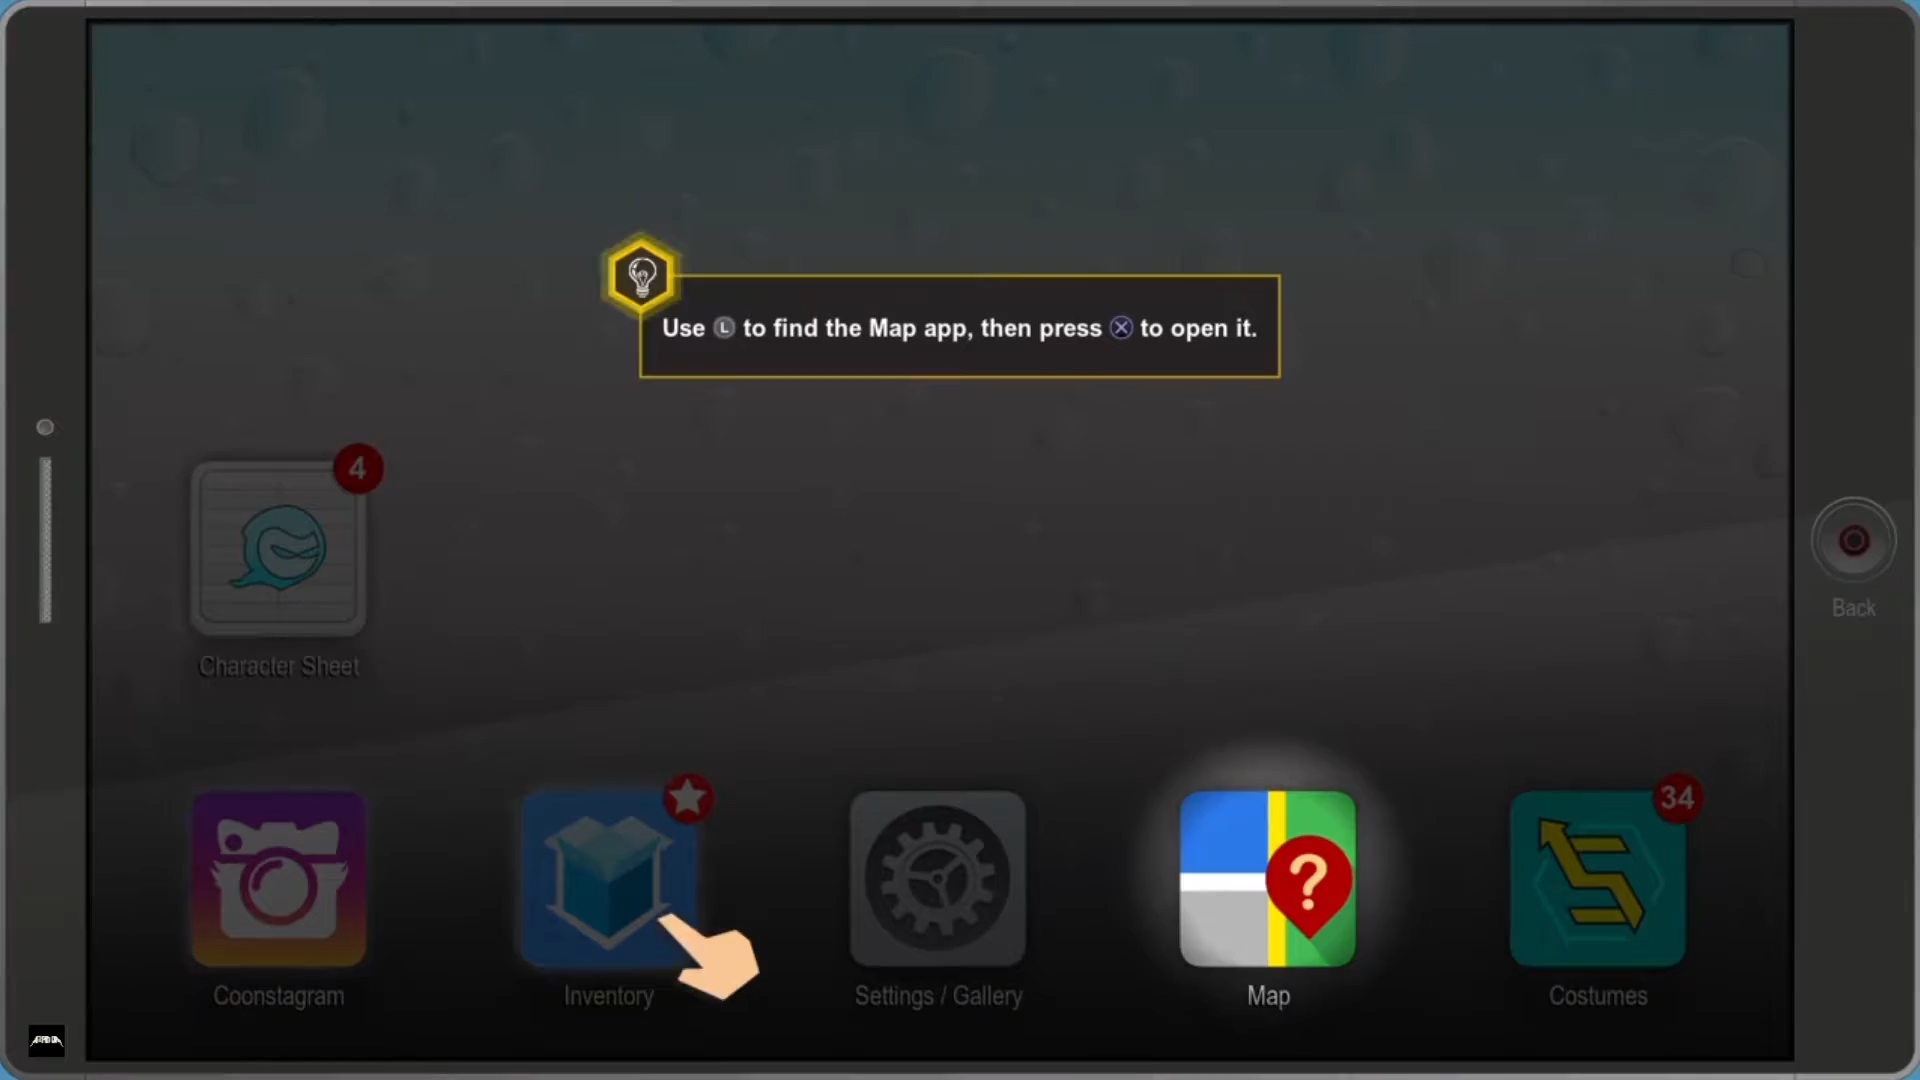 Use L to find the Map app, then press X to open it.
4
Character Sheet
Back
34
?
Coonstagram
Inventory
Settings / Gallery
Map
Costumes